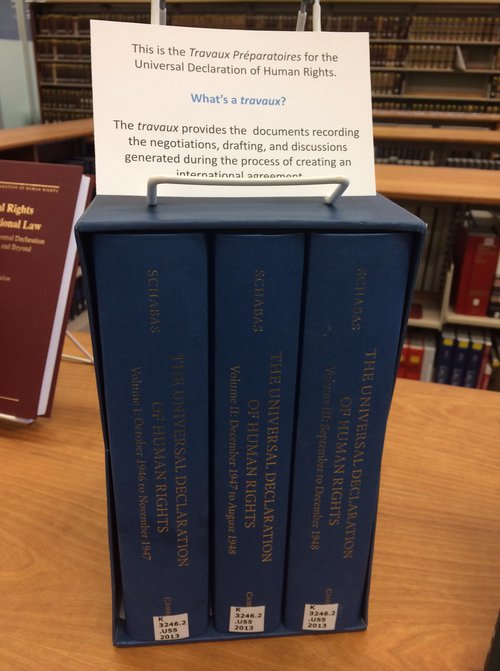 This is the Travaux Préparatoires for the
Universal Declaration of Human Rights.
What's a travaux?
The travaux provides the documents recording
the negotiations, drafting, and discussions
generated during the process of creating an
international agreement
Rights
ional Law
and Beyond
SCHABAS
THE UNIVERSAL DECLARATION
OF HUMAN RIGHTS
Volume I: October 1946 to November 1947
K
3246.2
.U55
2013
SCHABAS
THE UNIVERSAL DECLARATION
OF HUMAN RIGHTS
Volume II: December 1947 to August 1948
K
3246.2
.U55
2013
SCHABAS
THE UNIVERSAL DECLARATION
OF HUMAN RIGHTS
Volume III: September to December 1948
K
3246.2
.U55
2013